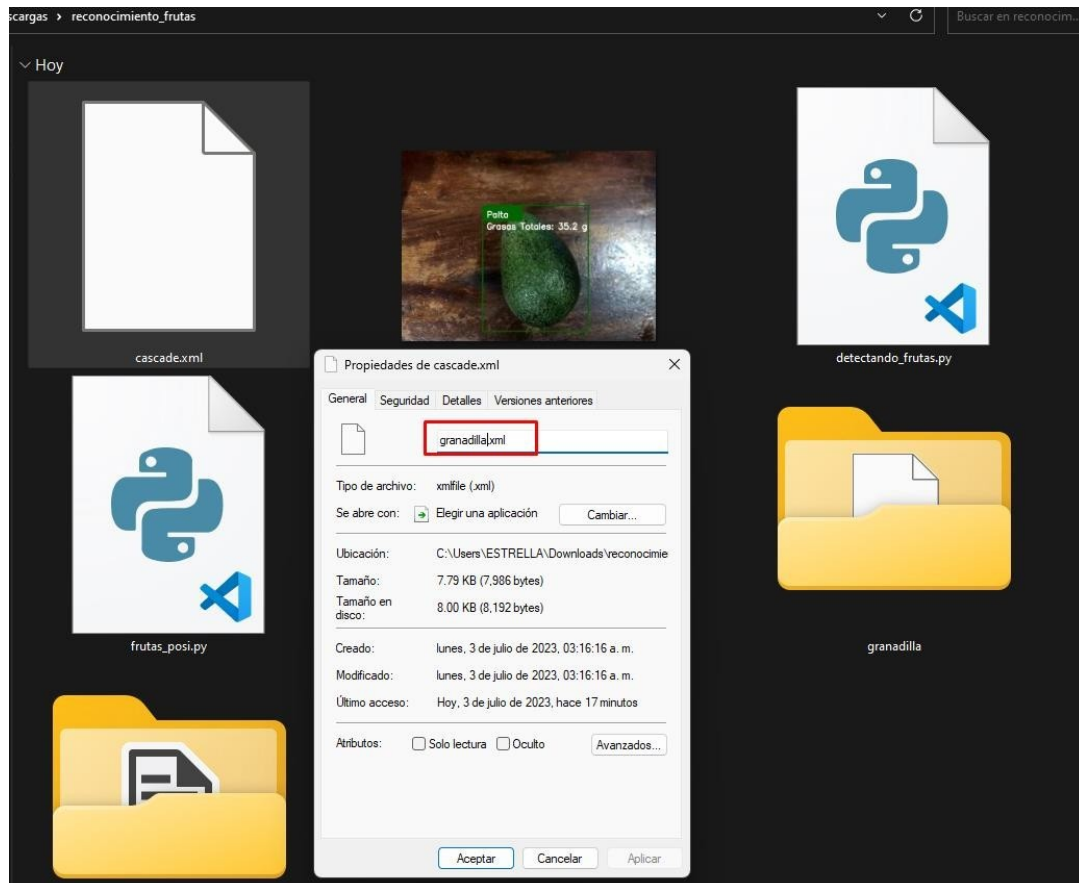 scargas > reconocimiento_frutas
Buscar en reconocim...
Hoy
Palta
Grasas Totales: 35.2 g
cascade.xml
detectando_frutas.py
Propiedades de cascade.xml
General Seguridad Detalles Versiones anteriores
granadilla.xml
Tipo de archivo: xmlfile (.xml)
Se abre con: Elegir una aplicación Cambiar...
Ubicación: C:\Users\ESTRELLA\Downloads\reconocimie
Tamaño: 7.79 KB (7,986 bytes)
Tamaño en disco: 8.00 KB (8,192 bytes)
Creado: lunes, 3 de julio de 2023, 03:16:16 a. m.
Modificado: lunes, 3 de julio de 2023, 03:16:16 a. m.
Último acceso: Hoy, 3 de julio de 2023, hace 17 minutos
Atributos: Solo lectura Oculto Avanzados...
Aceptar Cancelar Aplicar
frutas_posi.py
granadilla